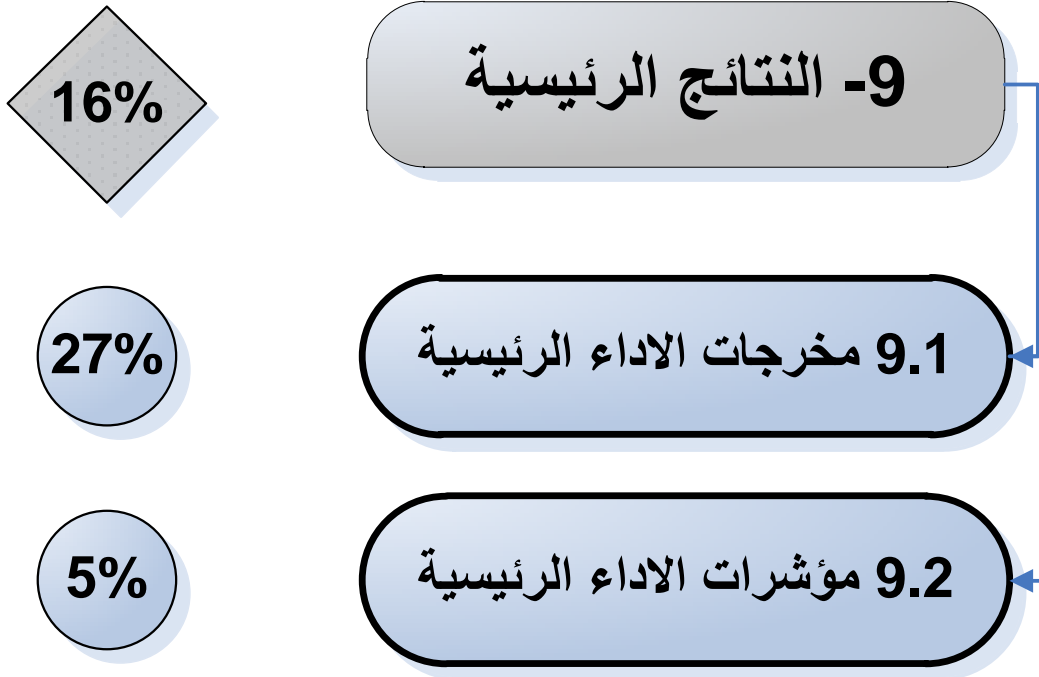 9- النتائج الرئيسية
16%
9.1 مخرجات الاداء الرئيسية
27%
9.2 مؤشرات الاداء الرئيسية
5%